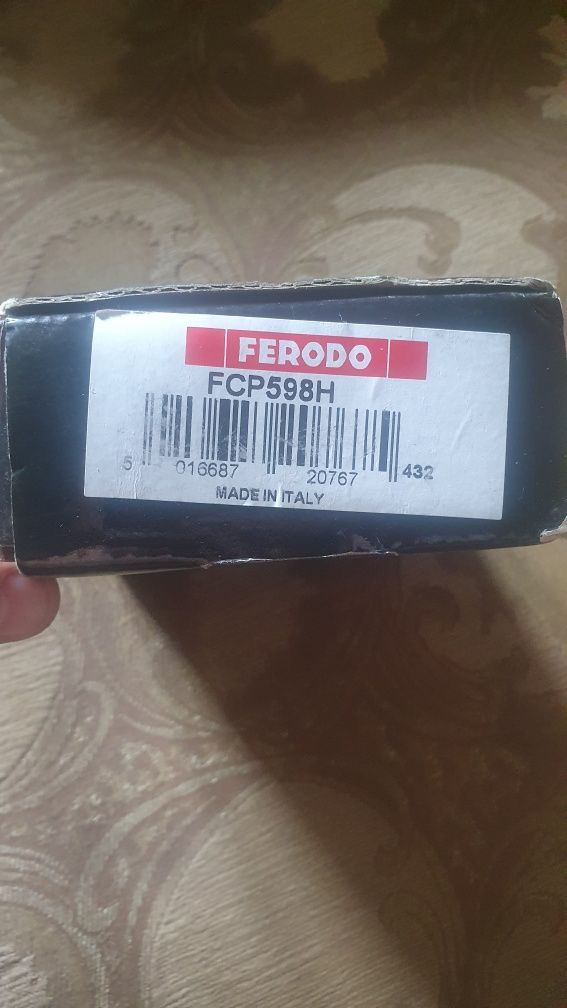 FERODO
FCP598H
5 016687 20767 432
MADE IN ITALY